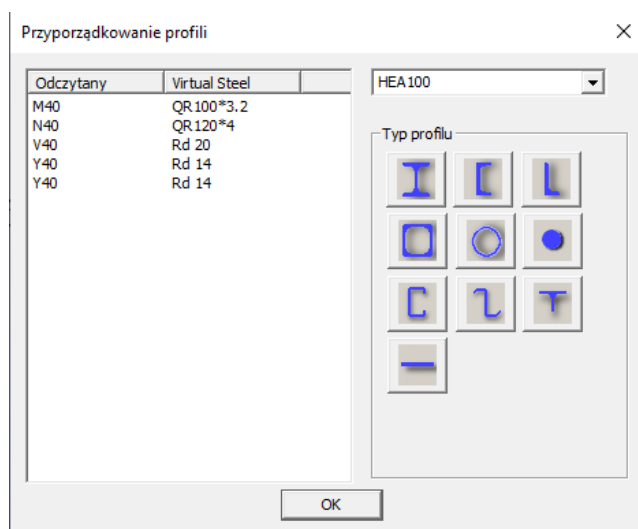 Przyporządkowanie profili
Odczytany Virtual Steel
M40 QR100*3.2
N40 QR120*4
V40 Rd 20
Y40 Rd 14
Y40 Rd 14
HEA100
Typ profilu
OK